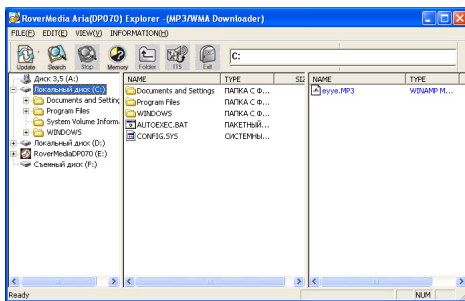 RoverMedia Aria(DP070) Explorer -(MP3/WMA Downloader)
FILE(F) EDIT(E) VIEW(V) INFORMATION(H)
Update Search Stop Memory Folder TTS Exit C:
Диск 3,5 (A:)
Локальный диск (C:)
Documents and Setting
Program Files
System Volume Inform
WINDOWS
Локальный диск (D:)
RoverMediaDP070 (E:)
Съемный диск (F:)
NAME TYPE SIZ
Documents and Settings ПАПКА С Ф...
Program Files ПАПКА С Ф...
WINDOWS ПАПКА С Ф...
AUTOEXEC.BAT ПАКЕТНЫЙ...
CONFIG.SYS СИСТЕМНЫ...
NAME TYPE
eyye.MP3 WINAMP M...
Ready NUM